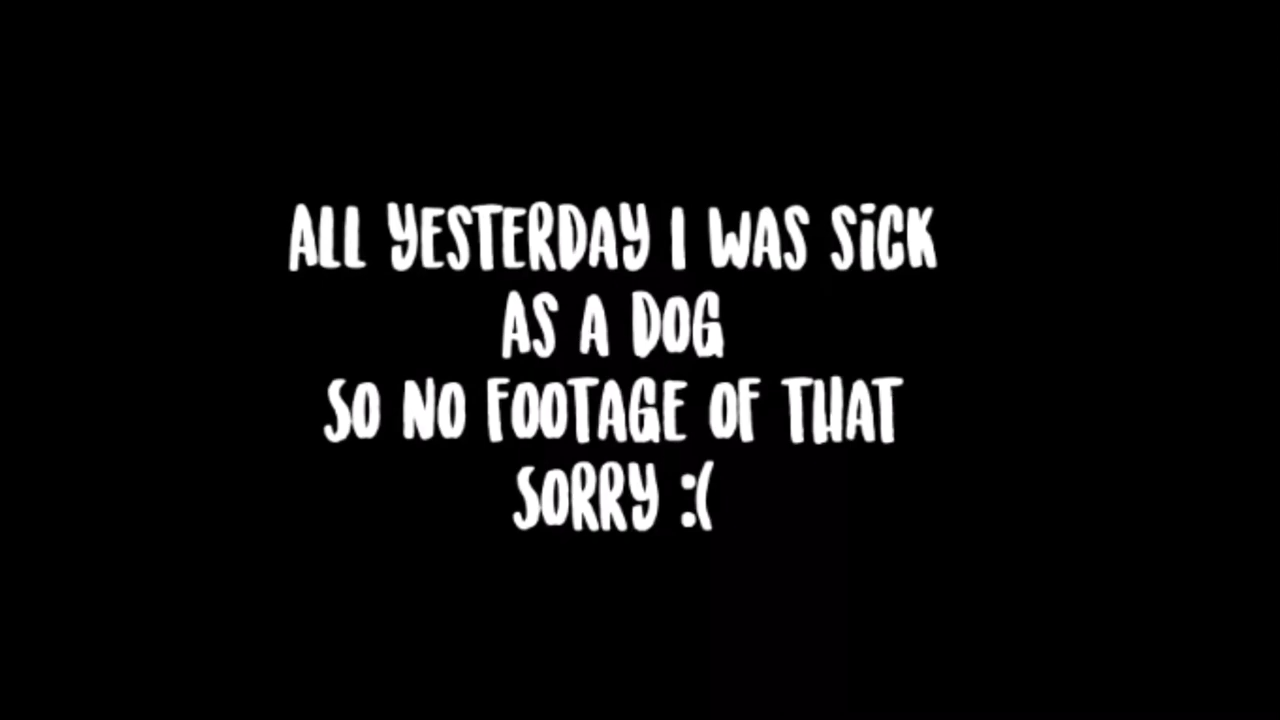 ALL YESTERDAY I WAS SiCK
AS A DOG
SO NO FOOTAGE OF THAT
SORRY :(